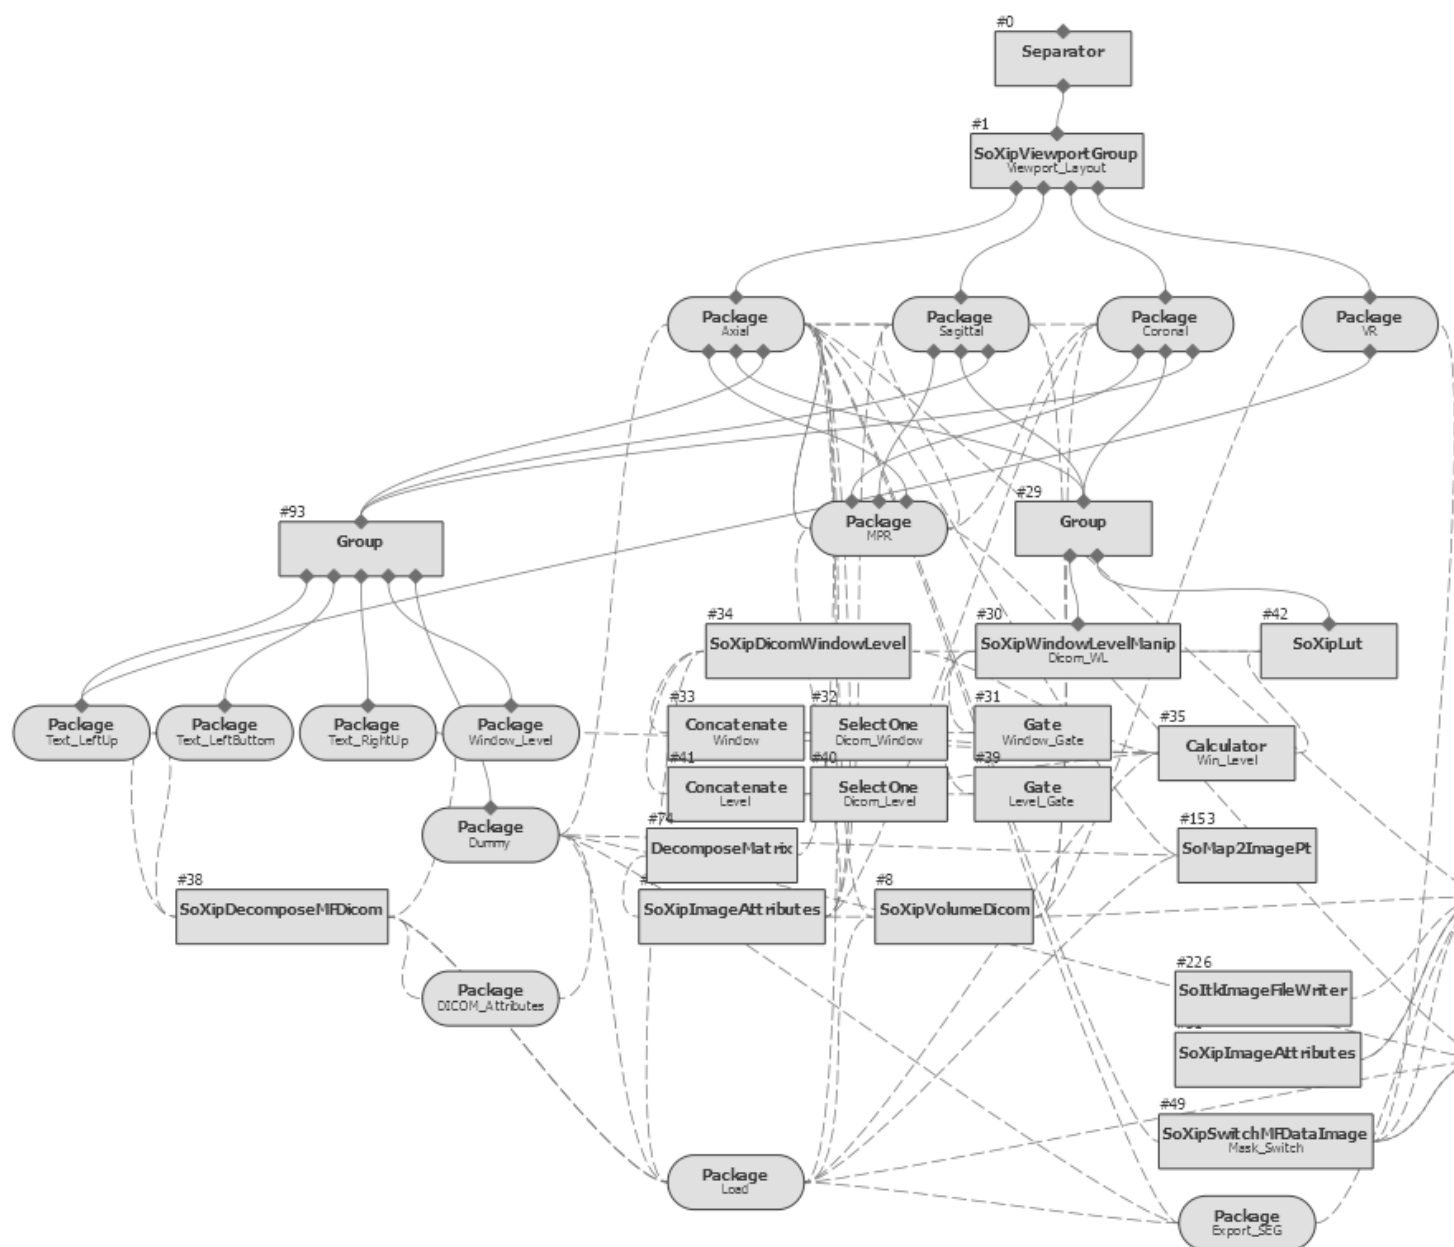 #0
Separator
#1
SoXipViewportGroup
Viewport_Layout
Package
Axial
Package
Sagittal
Package
Coronal
Package
VR
#93
Group
Package
MPR
#29
Group
#34
SoXipDicomWindowLevel
#30
SoXipWindowLevelManip
Dicom_WL
#42
SoXipLut
Package
Text_LeftUp
Package
Text_LeftButtom
Package
Text_RightUp
Package
Window_Level
#33
Concatenate
Window
#32
SelectOne
Dicom_Window
#31
Gate
Window_Gate
#35
Calculator
Win_Level
#41
Concatenate
Level
#40
SelectOne
Dicom_Level
#39
Gate
Level_Gate
Package
Dummy
#74
DecomposeMatrix
#153
SoMap2ImagePt
#38
SoXipDecomposeMFDicom
SoXipImageAttributes
#8
SoXipVolumeDicom
Package
DICOM_Attributes
#226
SoItkImageFileWriter
SoXipImageAttributes
#49
SoXipSwitchMFDataImage
Mask_Switch
Package
Load
Package
Export_SEG